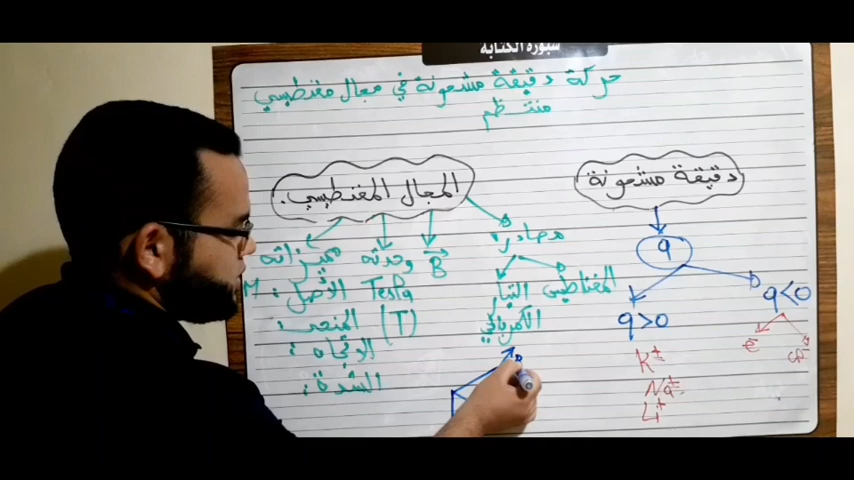 سبورة الكتابة
حركة دقيقة مشحونة في مجال مغنطيسي
منتظم
دقيقة مشحونة
المجال المغنطيسي.
q
q<0
q>0
e-
Cl-
K+
Na+
Li+
مصادره
المغناطيس
التيار
الكهربائي
B
وحدته
Tesla
(T)
مميزاته
الأصل: M
المنحى:
الاتجاه:
الشدة: